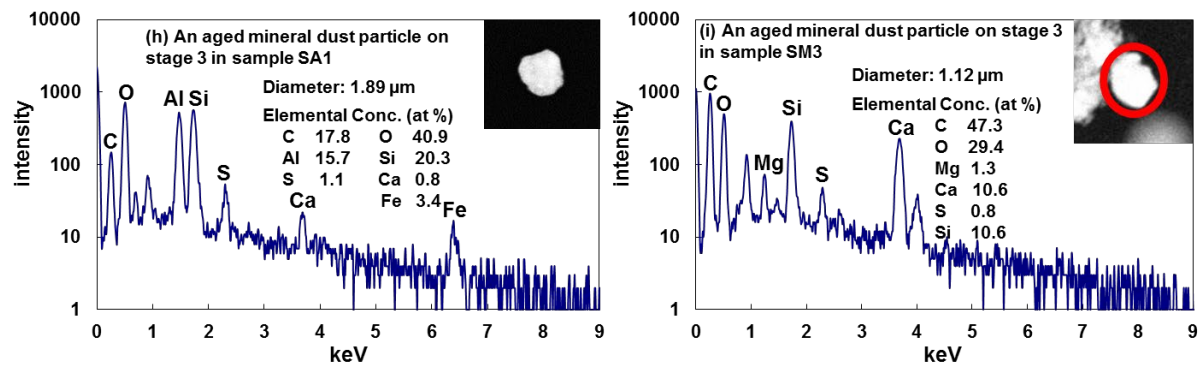 10000
1000
100
10
1
intensity
(h) An aged mineral dust particle on
stage 3 in sample SA1
Diameter: 1.89 µm
Elemental Conc. (at %)
C 17.8 O 40.9
Al 15.7 Si 20.3
S 1.1 Ca 0.8
Fe 3.4
C
O
Al
Si
S
Ca
Fe
0 1 2 3 4 5 6 7 8 9
keV
10000
1000
100
10
1
intensity
(i) An aged mineral dust particle on stage 3
in sample SM3
Diameter: 1.12 µm
Elemental Conc. (at %)
C 47.3
O 29.4
Mg 1.3
Ca 10.6
S 0.8
Si 10.6
C
O
Mg
Si
S
Ca
0 1 2 3 4 5 6 7 8 9
keV